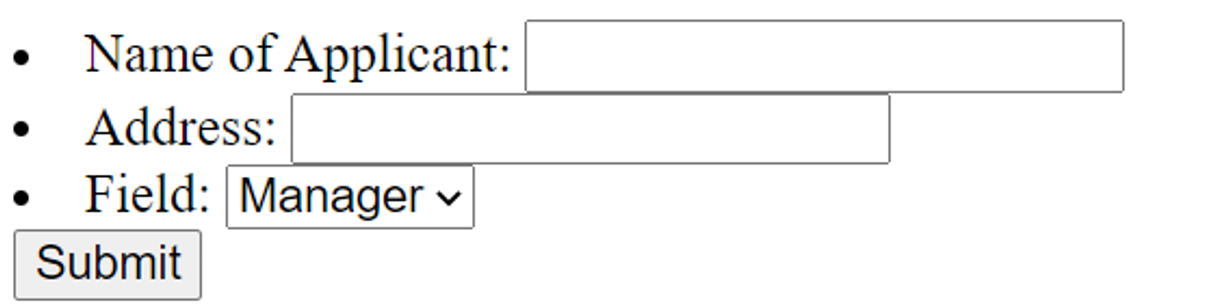 • Name of Applicant:
• Address:
• Field: Manager
Submit